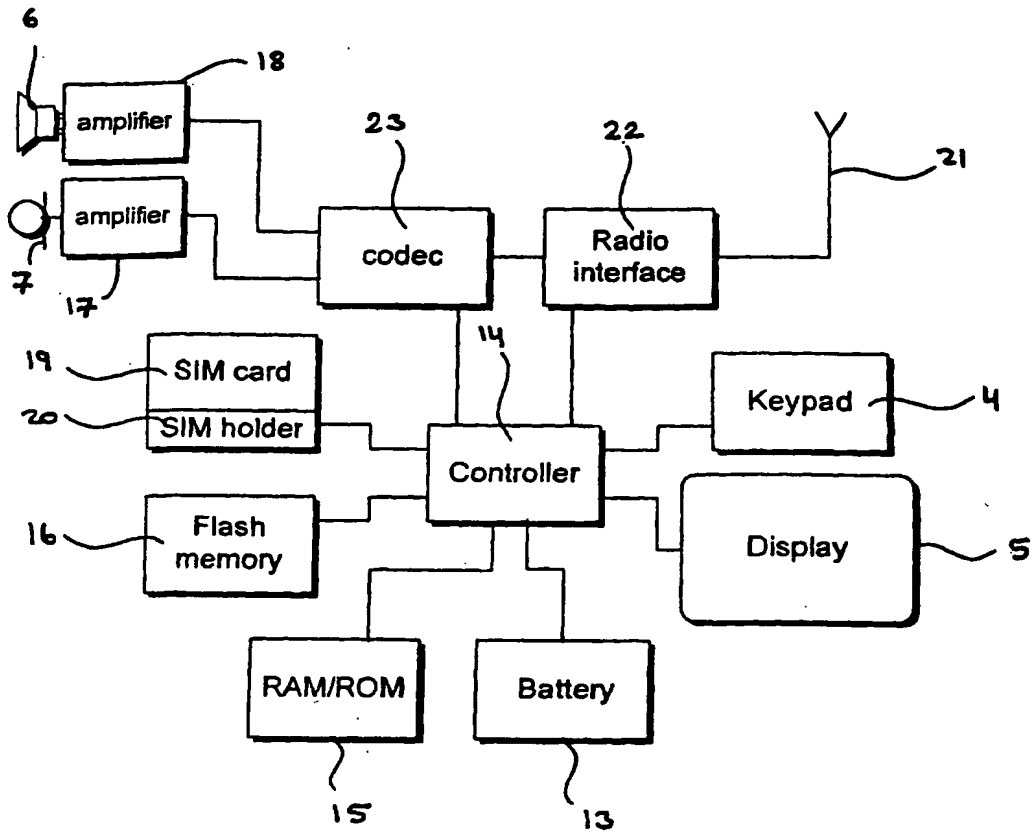 6
18
amplifier
23
22
21
amplifier
codec
Radio
interface
7
17
14
19
SIM card
Keypad
4
20
SIM holder
Controller
16
Flash
memory
Display
5
RAM/ROM
Battery
15
13